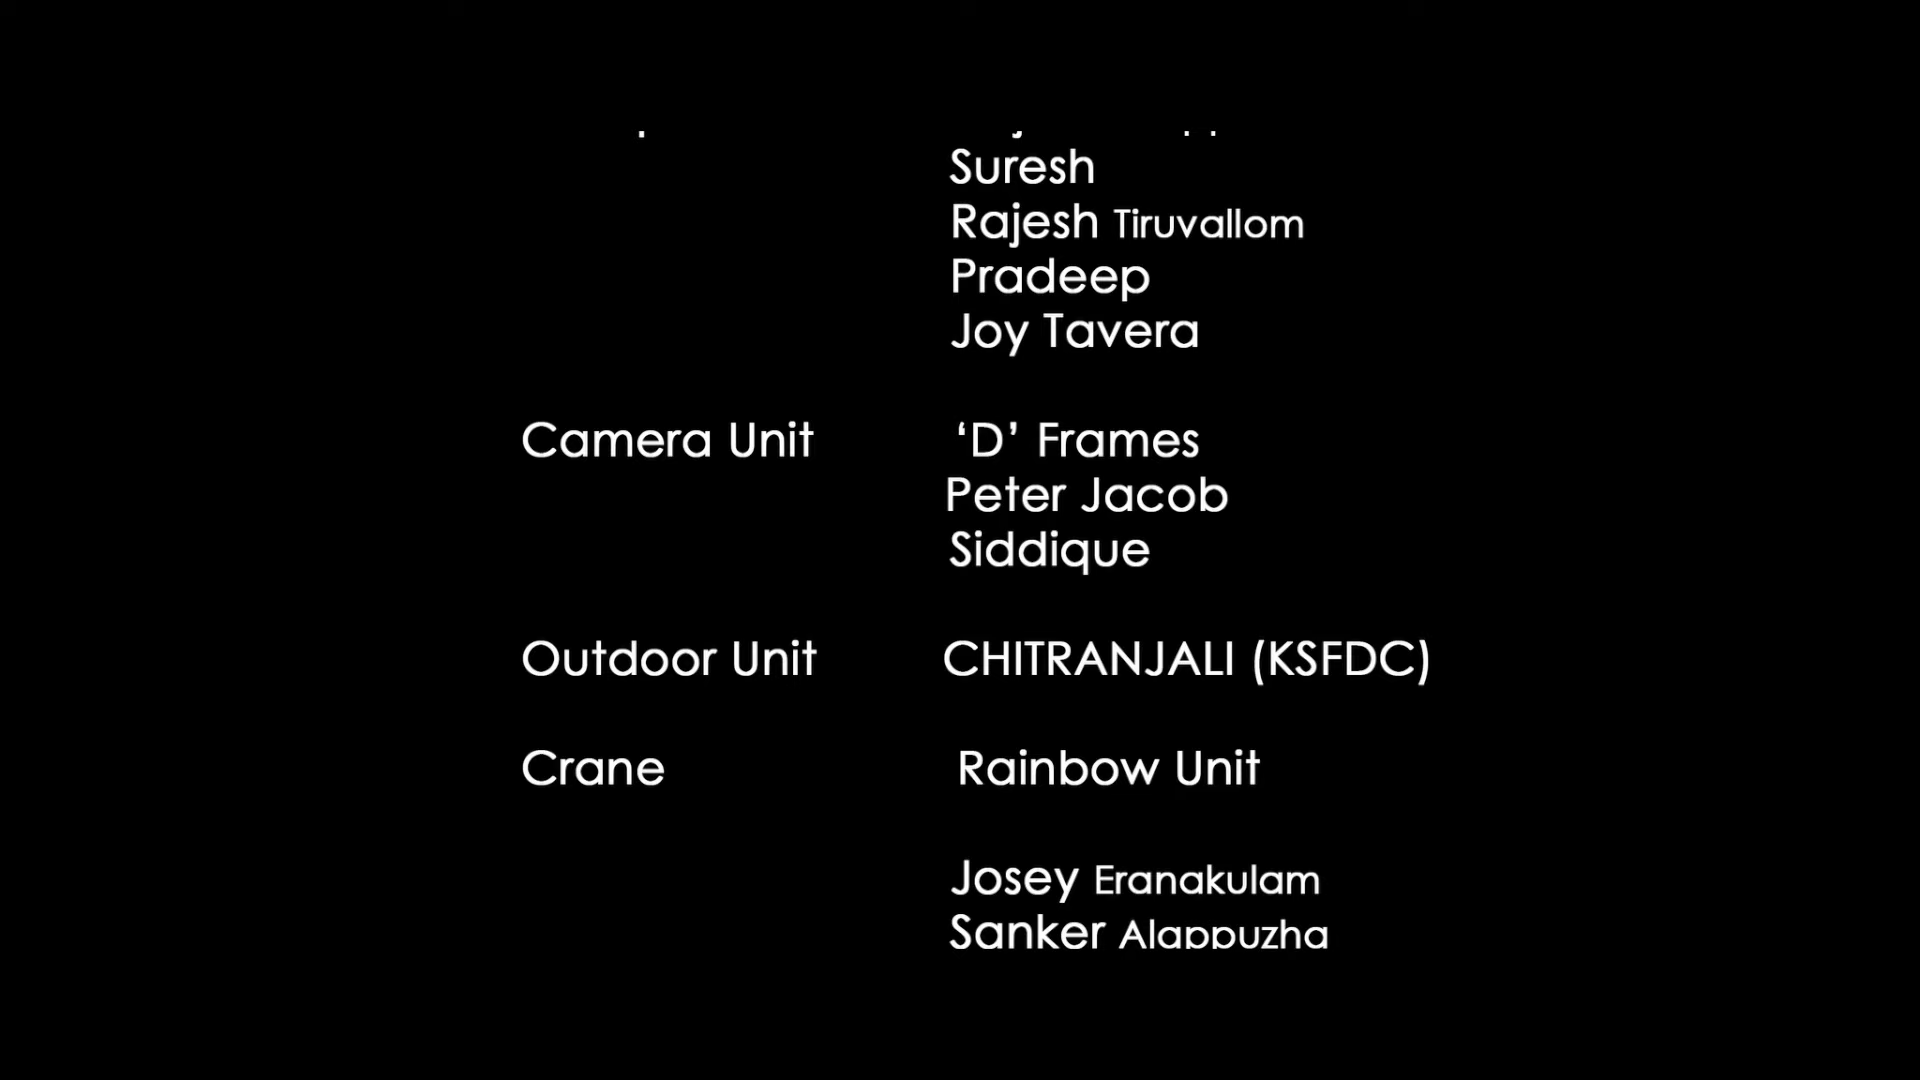 Suresh
Rajesh Tiruvallom
Pradeep
Joy Tavera
Camera Unit ‘D’ Frames
Peter Jacob
Siddique
Outdoor Unit CHITRANJALI (KSFDC)
Crane Rainbow Unit
Josey Eranakulam
Sanker Alappuzha